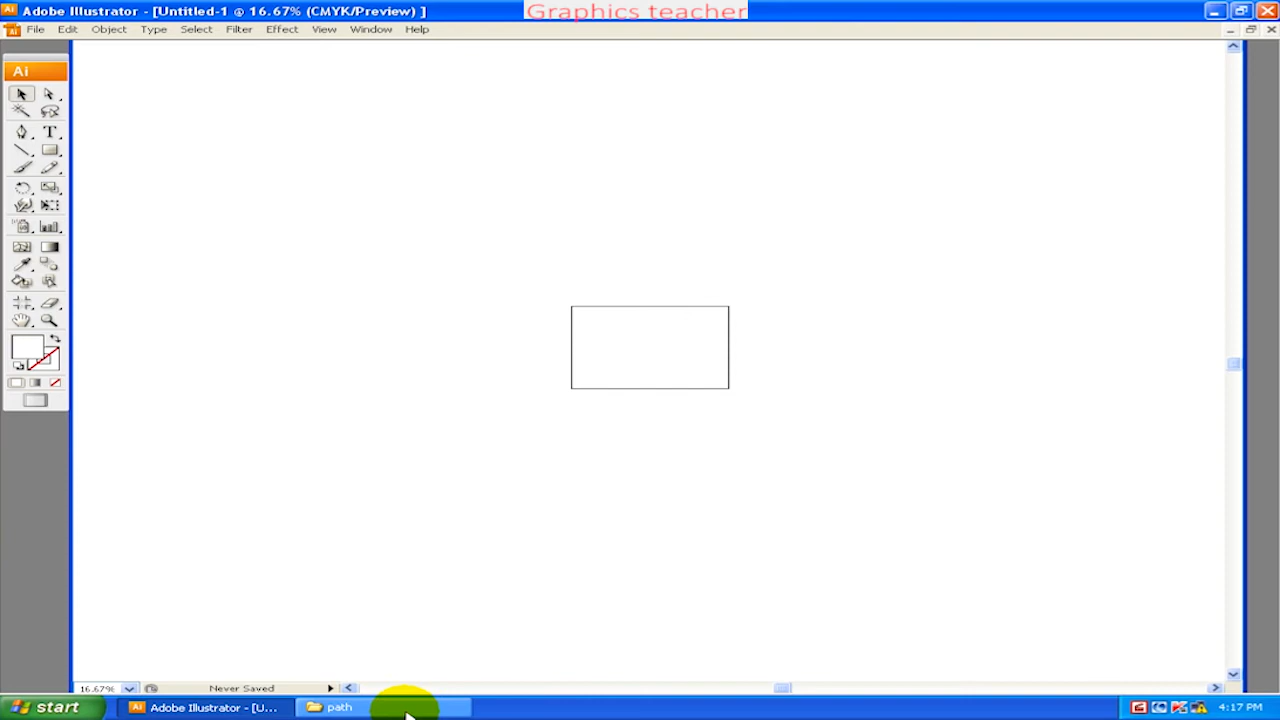 Adobe Illustrator - [Untitled-1 @ 16.67% (CMYK/Preview) ]
Graphics teacher
File Edit Object Type Select Filter Effect View Window Help
Ai
T
16.67% Never Saved
start Adobe Illustrator - [U... path 4:17 PM